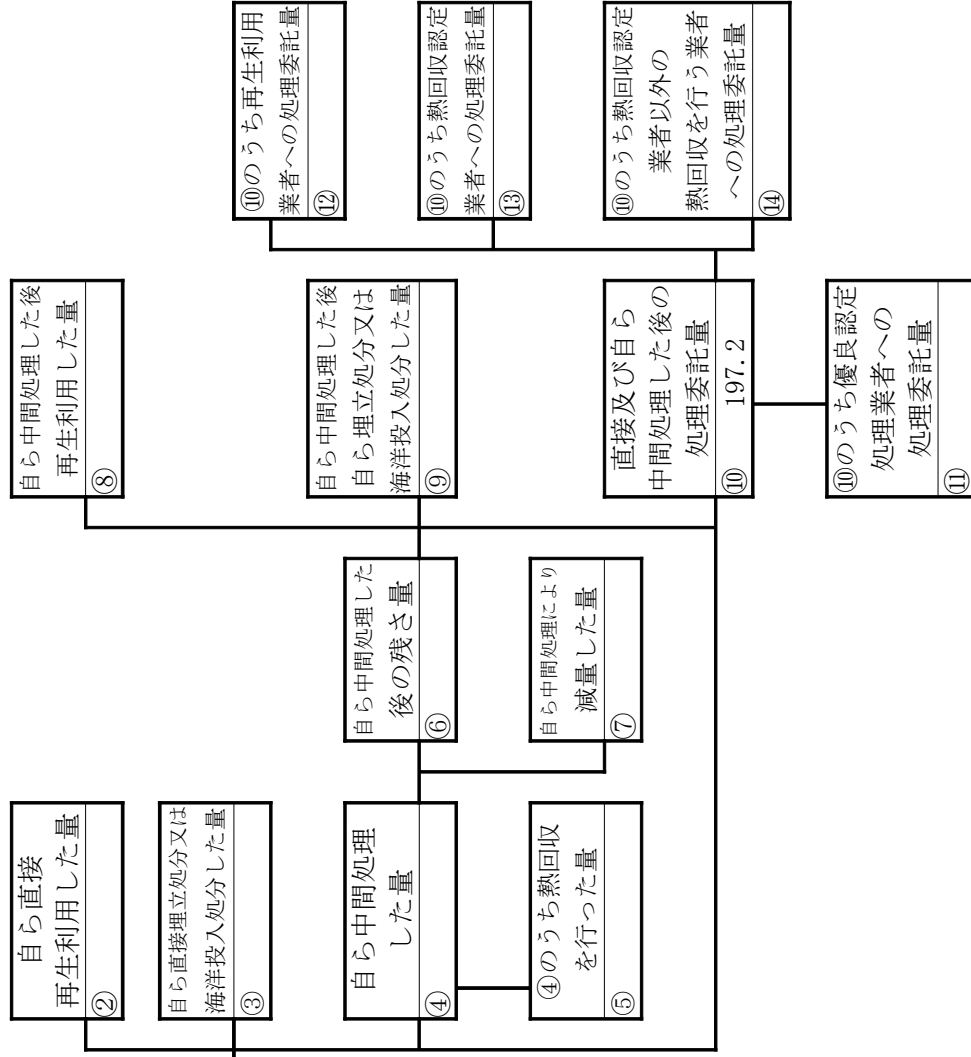 自ら直接
再生利用した量
②
自ら直接埋立処分又は
海洋投入処分した量
③
自ら中間処理
した量
④
④のうち熱回収
を行った量
⑤
自ら中間処理した
後の残さ量
⑥
自ら中間処理により
減量した量
⑦
自ら中間処理した後
再生利用した量
⑧
自ら中間処理した後
自ら埋立処分又は
海洋投入処分した量
⑨
直接及び自ら
中間処理した後の
処理委託量
⑩ 197.2
⑩のうち優良認定
処理業者への
処理委託量
⑪
⑩のうち再生利用
業者への処理委託量
⑫
⑩のうち熱回収認定
業者への処理委託量
⑬
⑩のうち熱回収認定
業者以外の
熱回収を行う業者
への処理委託量
⑭